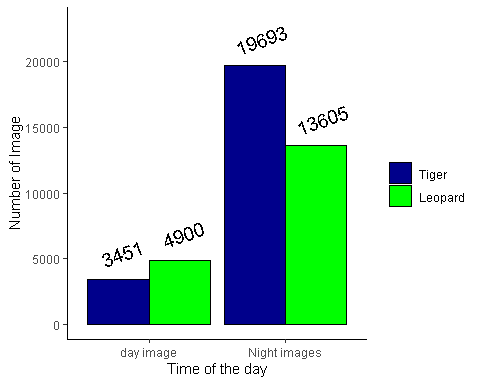 Number of Image
20000
15000
10000
5000
0
3451
4900
19693
13605
day image
Night images
Time of the day
Tiger
Leopard